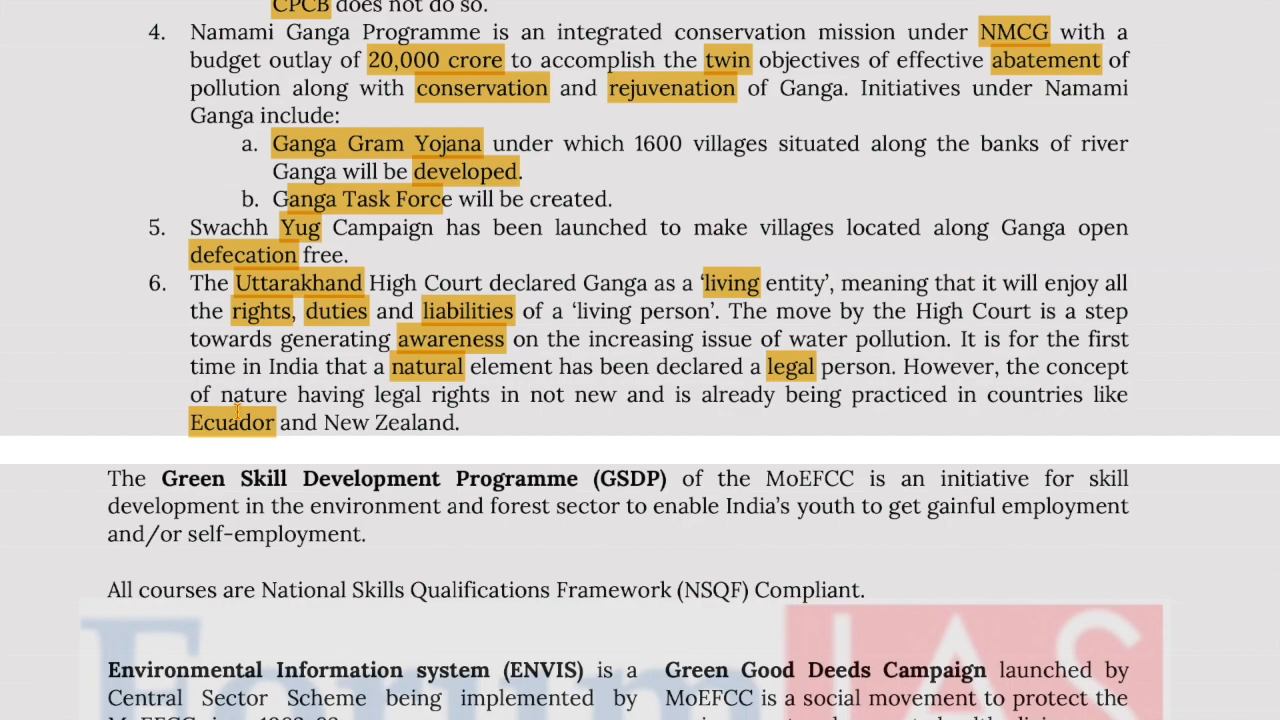 CPCB does not do so.
4. Namami Ganga Programme is an integrated conservation mission under NMCG with a
budget outlay of 20,000 crore to accomplish the twin objectives of effective abatement of
pollution along with conservation and rejuvenation of Ganga. Initiatives under Namami
Ganga include:
a. Ganga Gram Yojana under which 1600 villages situated along the banks of river
Ganga will be developed.
b. Ganga Task Force will be created.
5. Swachh Yug Campaign has been launched to make villages located along Ganga open
defecation free.
6. The Uttarakhand High Court declared Ganga as a ‘living entity’, meaning that it will enjoy all
the rights, duties and liabilities of a ‘living person’. The move by the High Court is a step
towards generating awareness on the increasing issue of water pollution. It is for the first
time in India that a natural element has been declared a legal person. However, the concept
of nature having legal rights in not new and is already being practiced in countries like
Ecuador and New Zealand.
The Green Skill Development Programme (GSDP) of the MoEFCC is an initiative for skill
development in the environment and forest sector to enable India’s youth to get gainful employment
and/or self-employment.
All courses are National Skills Qualifications Framework (NSQF) Compliant.
Forum IAS
Environmental Information system (ENVIS) is a
Central Sector Scheme being implemented by
Green Good Deeds Campaign launched by
MoEFCC is a social movement to protect the